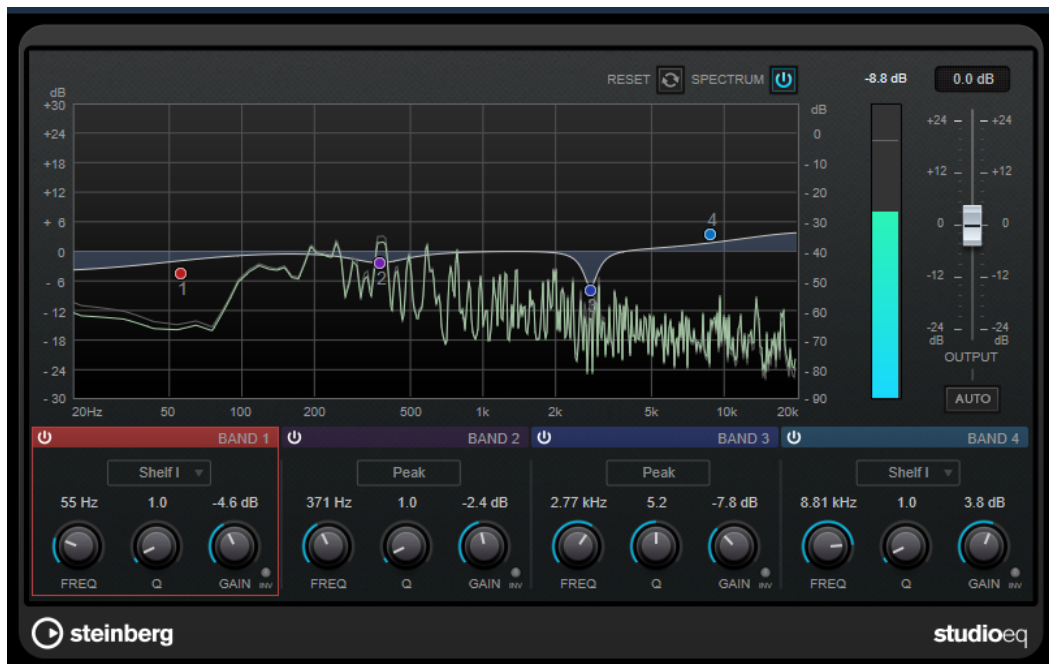 RESET SPECTRUM -8.8 dB 0.0 dB
dB
+30 dB
+24 0 +24 +24
+18 - 10
+12 - 20 +12 +12
+ 6 4 - 30
0 - 40 0 0
- 6 1 2 3 - 50 -12 -12
- 12 - 60
- 18 - 70 -24 -24
dB dB
- 24 - 80 OUTPUT
- 30 - 90 AUTO
20Hz 50 100 200 500 1k 2k 5k 10k 20k
BAND 1 BAND 2 BAND 3 BAND 4
Shelf I Peak Peak Shelf I
55 Hz 1.0 -4.6 dB 371 Hz 1.0 -2.4 dB 2.77 kHz 5.2 -7.8 dB 8.81 kHz 1.0 3.8 dB
FREQ Q GAIN INV FREQ Q GAIN INV FREQ Q GAIN INV FREQ Q GAIN INV
steinberg studioeq